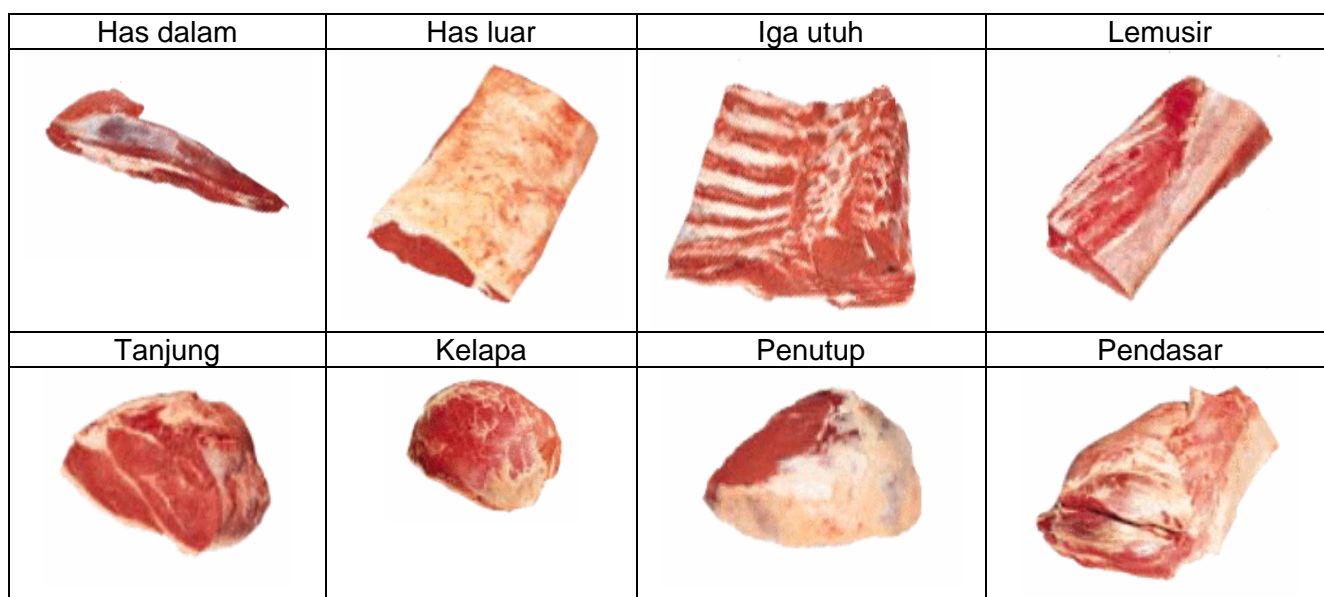 Has dalam
Has luar
Iga utuh
Lemusir
Tanjung
Kelapa
Penutup
Pendasar